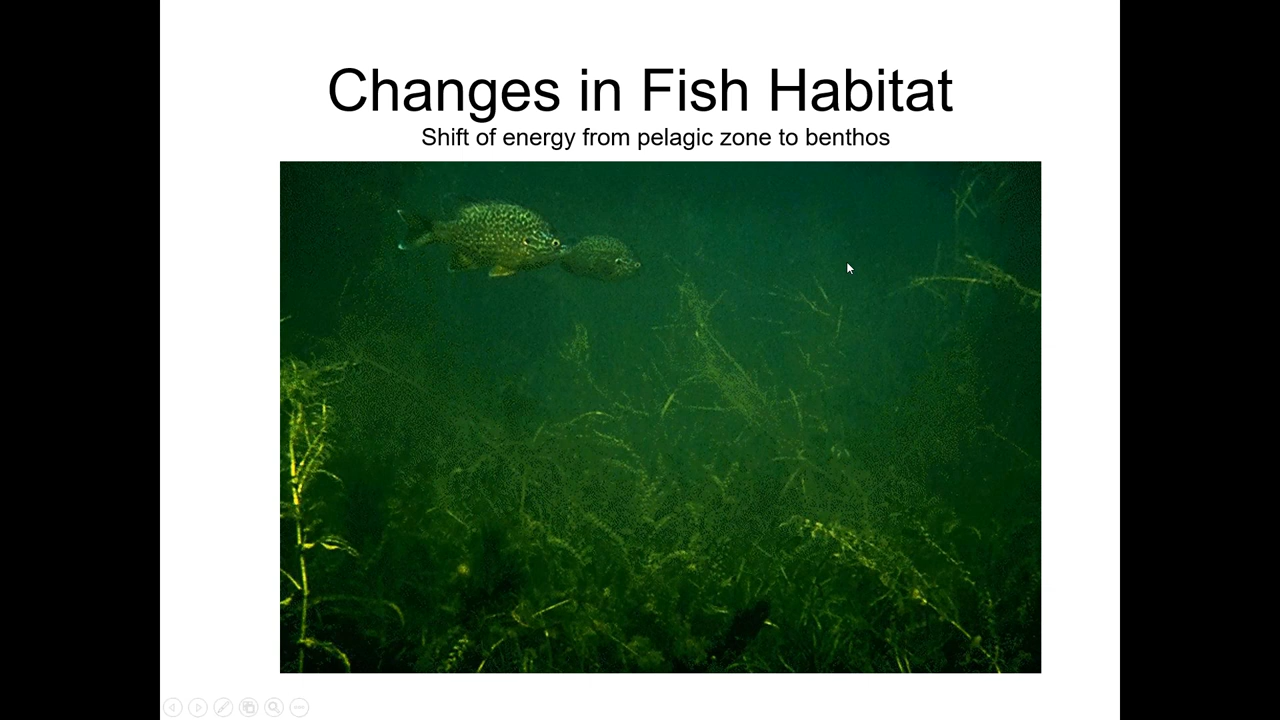 Changes in Fish Habitat
Shift of energy from pelagic zone to benthos